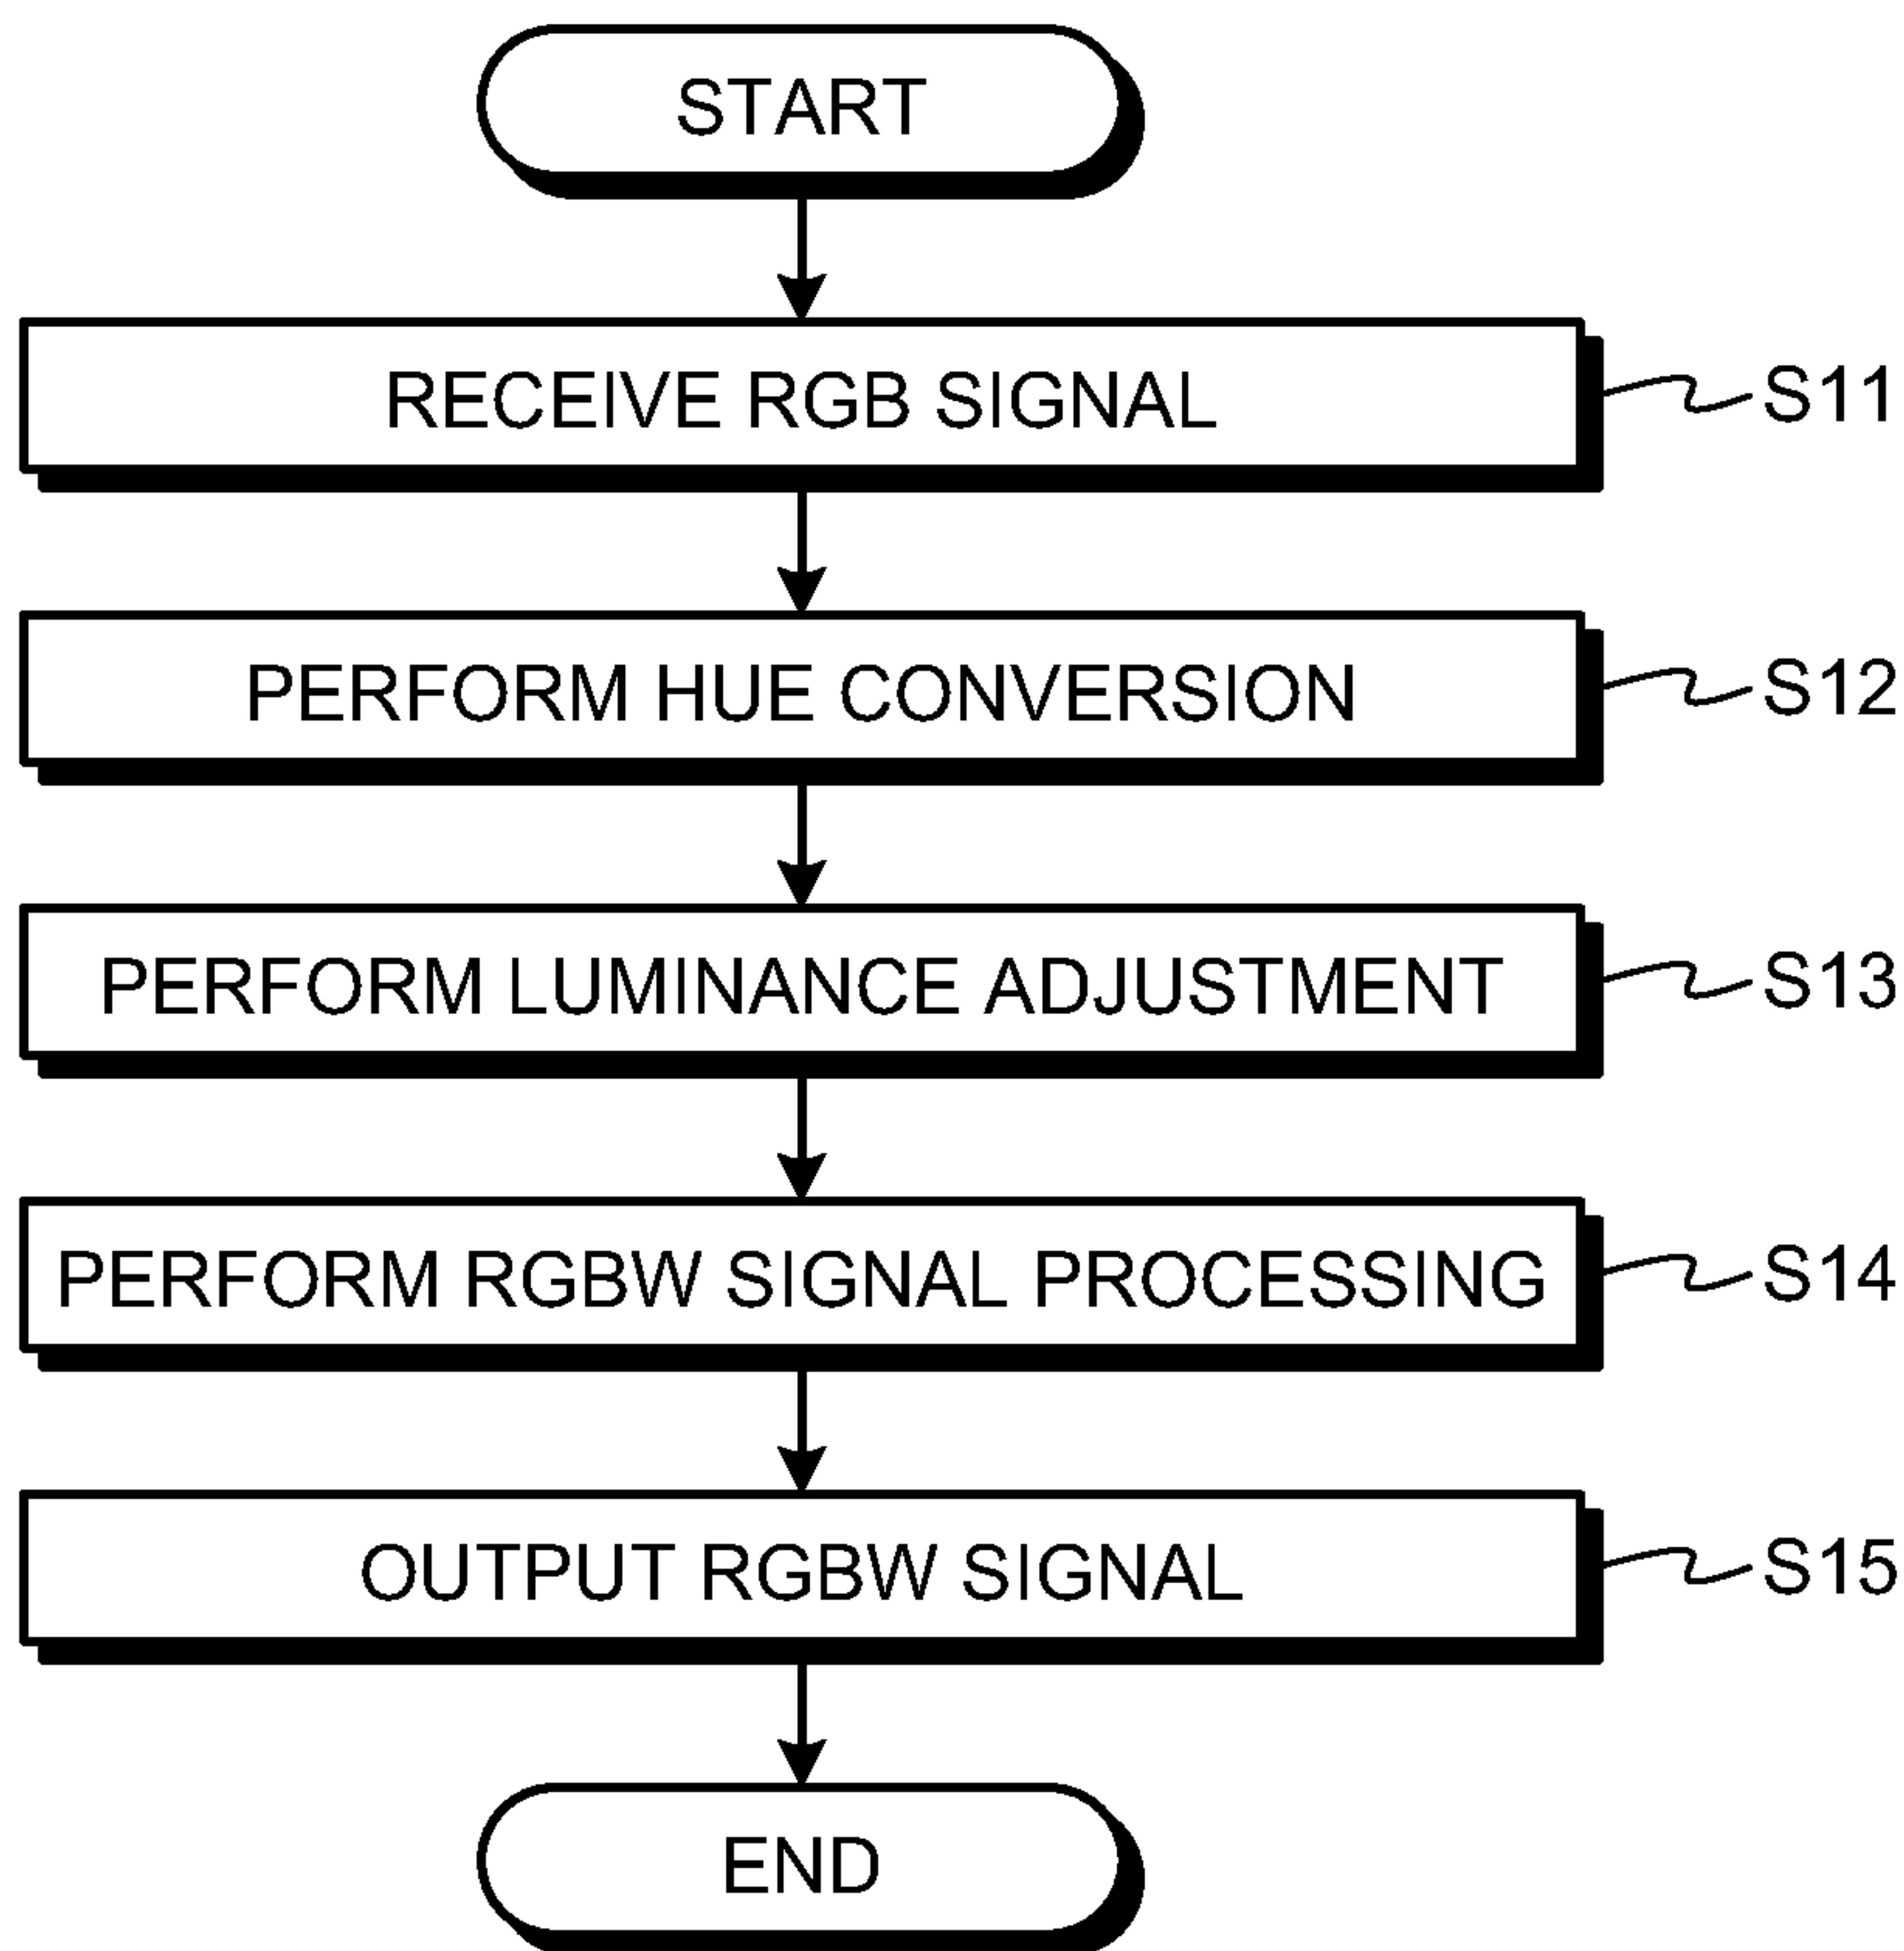 START
RECEIVE RGB SIGNAL
S11
PERFORM HUE CONVERSION
S12
PERFORM LUMINANCE ADJUSTMENT
S13
PERFORM RGBW SIGNAL PROCESSING
S14
OUTPUT RGBW SIGNAL
S15
END